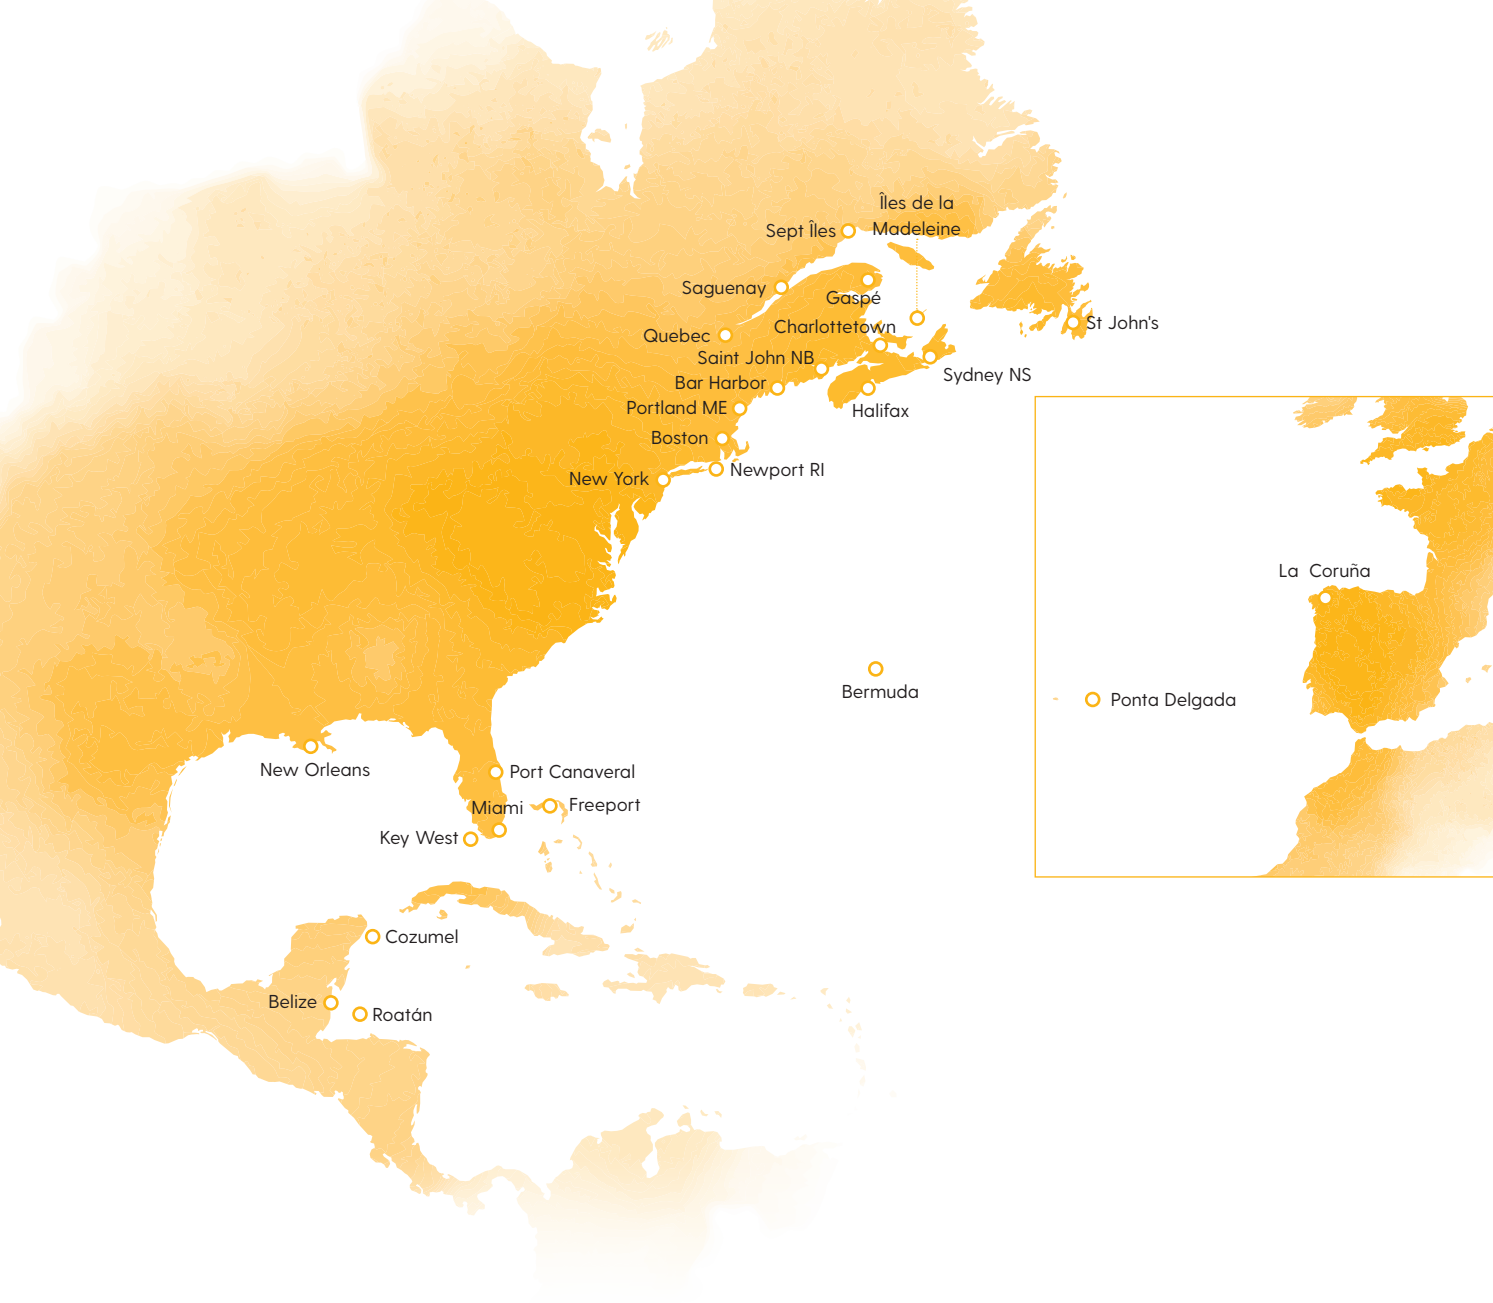 Îles de la
Madeleine
Sept Îles
Saguenay
Gaspé
St John's
Charlottetown
Quebec
Saint John NB
Sydney NS
Bar Harbor
Portland ME
Halifax
Boston
Newport RI
New York
La Coruña
Bermuda
Ponta Delgada
New Orleans
Port Canaveral
Miami
Freeport
Key West
Cozumel
Belize
Roatán